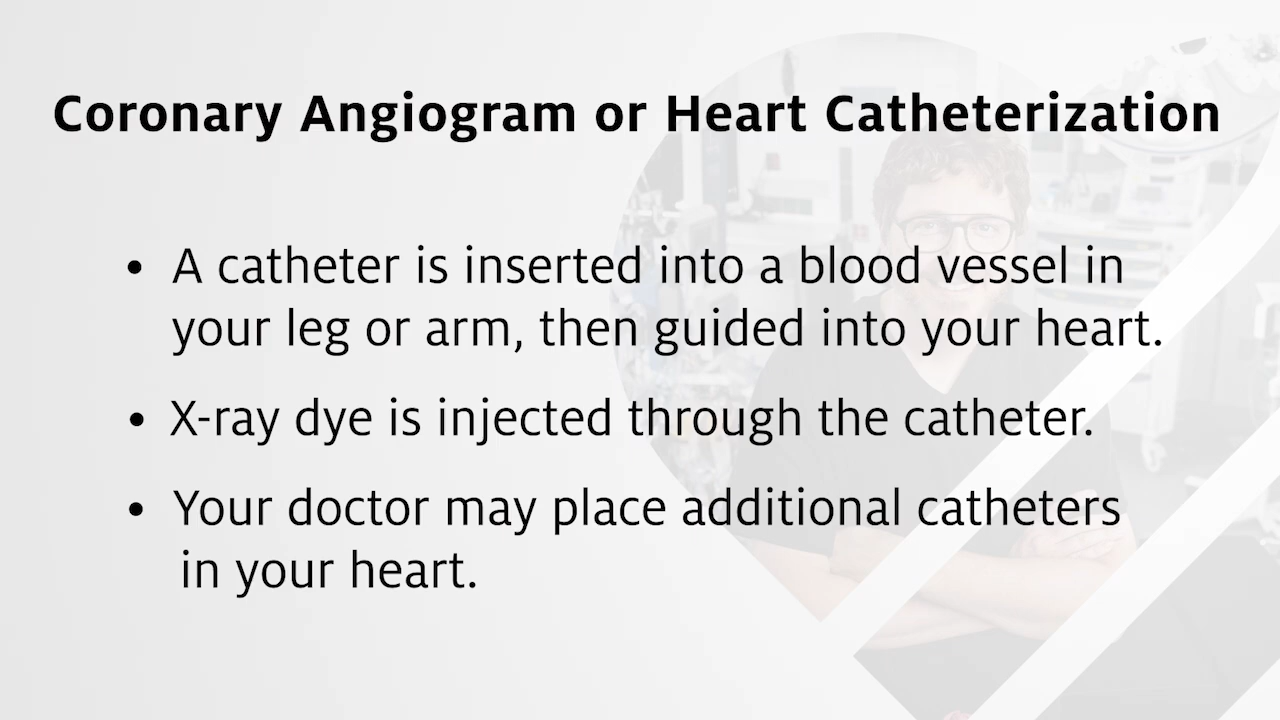 Coronary Angiogram or Heart Catheterization
• A catheter is inserted into a blood vessel in
your leg or arm, then guided into your heart.
• X-ray dye is injected through the catheter.
• Your doctor may place additional catheters
in your heart.